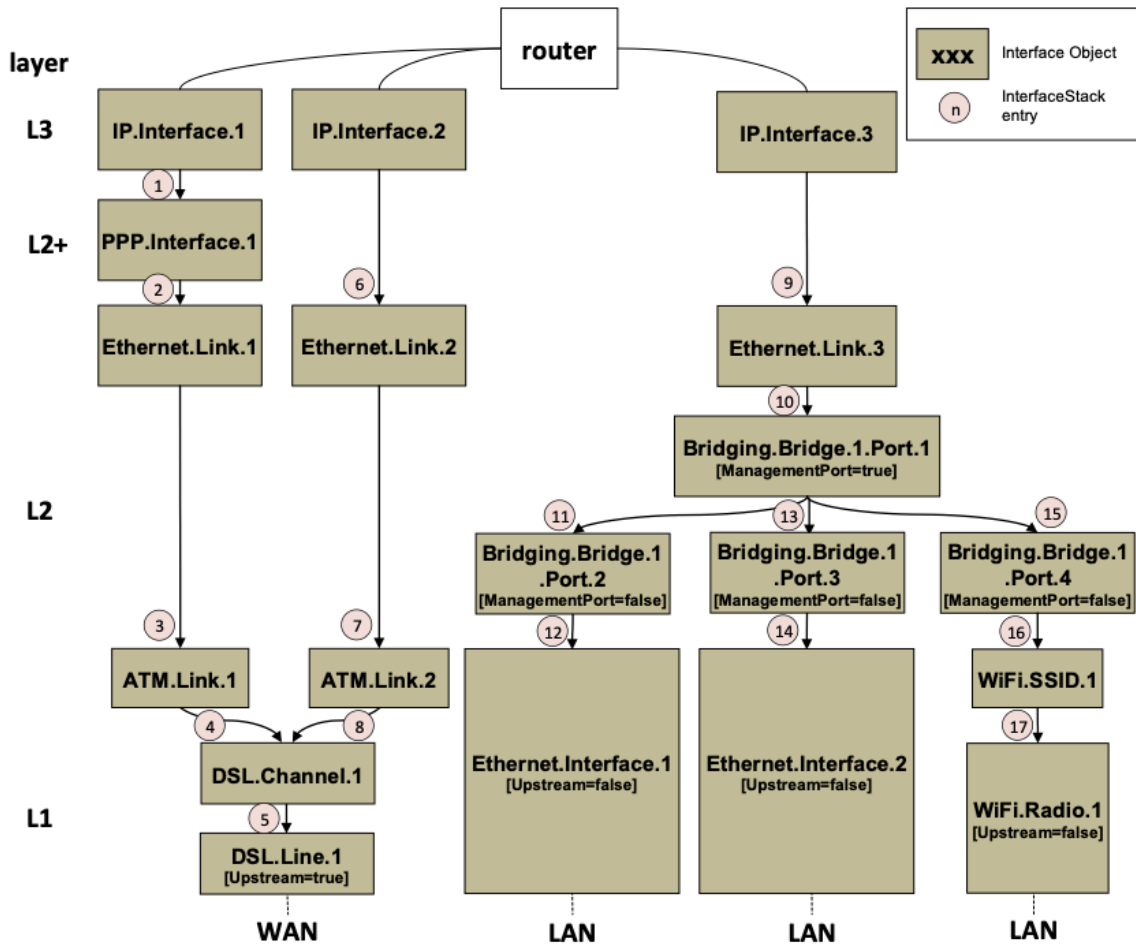 router
layer
xxx
Interface Object
n
InterfaceStack
entry
L3
IP.Interface.1
IP.Interface.2
IP.Interface.3
1
L2+
PPP.Interface.1
2
6
9
Ethernet.Link.1
Ethernet.Link.2
Ethernet.Link.3
10
Bridging.Bridge.1.Port.1
[ManagementPort=true]
L2
11
13
15
Bridging.Bridge.1
.Port.2
[ManagementPort=false]
Bridging.Bridge.1
.Port.3
[ManagementPort=false]
Bridging.Bridge.1
.Port.4
[ManagementPort=false]
3
7
12
14
16
ATM.Link.1
ATM.Link.2
WiFi.SSID.1
4
8
17
DSL.Channel.1
Ethernet.Interface.1
[Upstream=false]
Ethernet.Interface.2
[Upstream=false]
WiFi.Radio.1
[Upstream=false]
L1
5
DSL.Line.1
[Upstream=true]
WAN
LAN
LAN
LAN